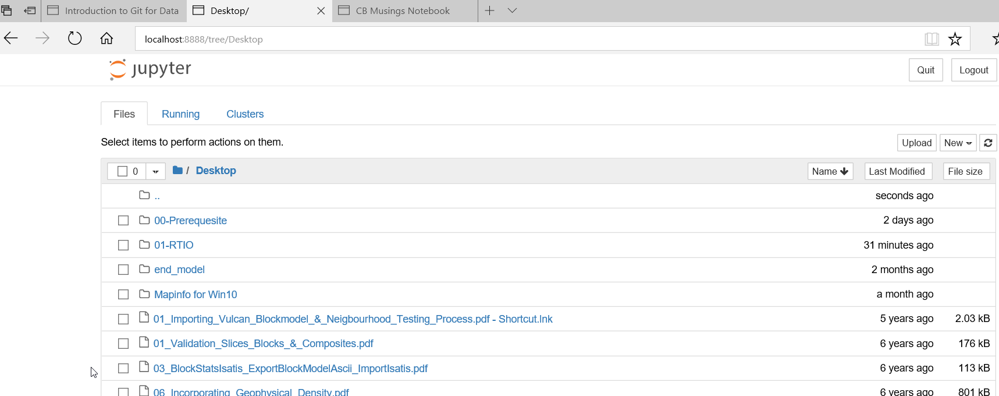 Introduction to Git for Data
Desktop/
CB Musings Notebook
localhost:8888/tree/Desktop
jupyter
Quit
Logout
Files
Running
Clusters
Select items to perform actions on them.
Upload
New
0
/ Desktop
Name
Last Modified
File size
..
seconds ago
00-Prerequesite
2 days ago
01-RTIO
31 minutes ago
end_model
2 months ago
Mapinfo for Win10
a month ago
01_Importing_Vulcan_Blockmodel_&_Neigbourhood_Testing_Process.pdf - Shortcut.lnk
5 years ago
2.03 kB
01_Validation_Slices_Blocks_&_Composites.pdf
6 years ago
176 kB
03_BlockStatsIsatis_ExportBlockModelAscii_ImportIsatis.pdf
6 years ago
113 kB
06_Incorporating_Geophysical_Density.pdf
6 years ago
801 kB